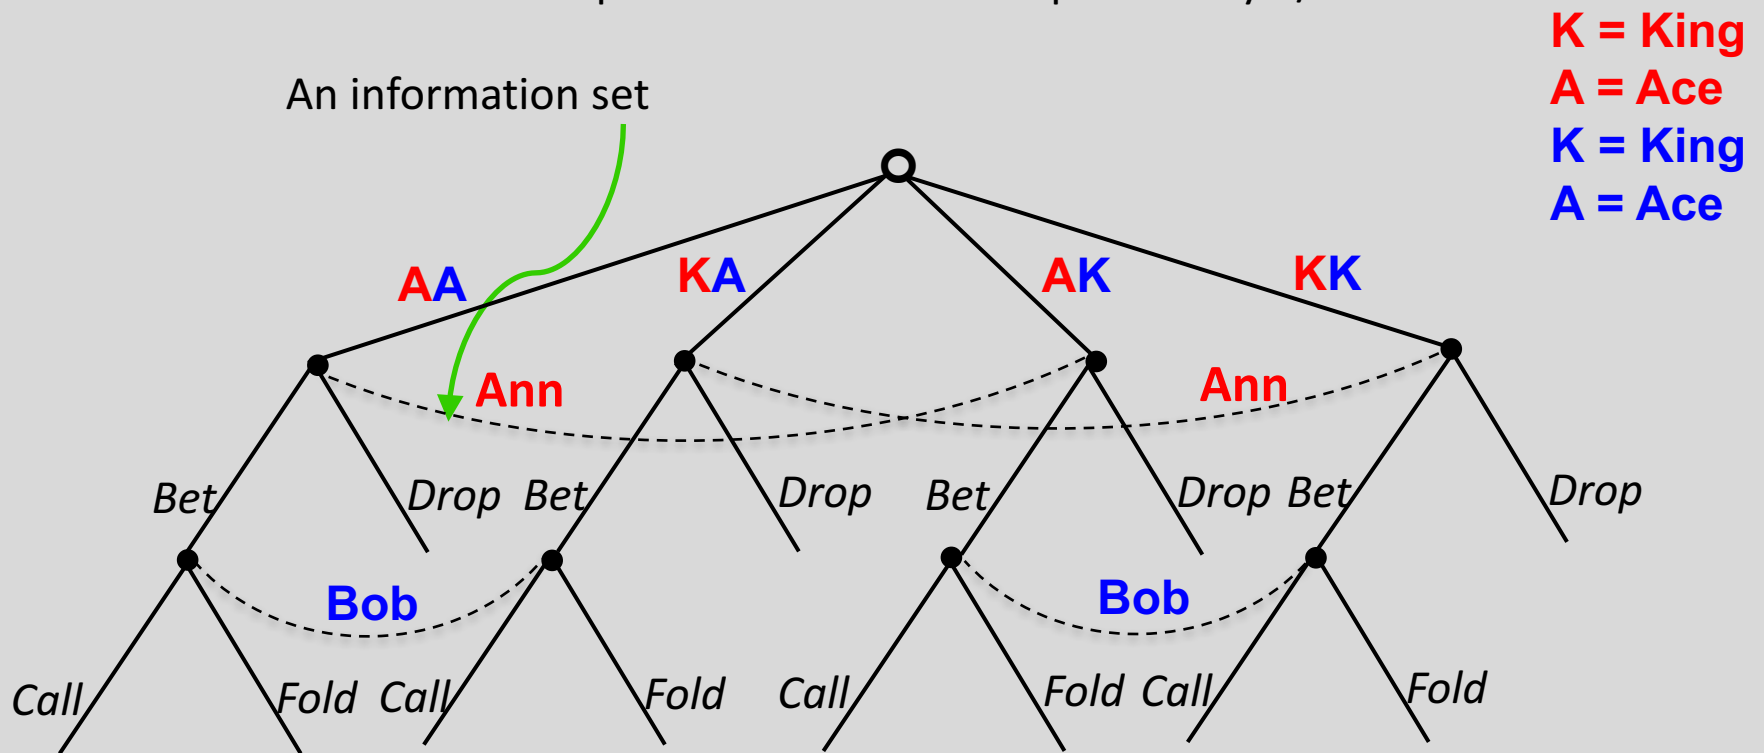 K = King
A = Ace
K = King
A = Ace
An information set
AA KA AK KK
Ann Ann
Bet Drop Bet Drop Bet Drop Bet Drop
Bob Bob
Call Fold Call Fold Call Fold Call Fold